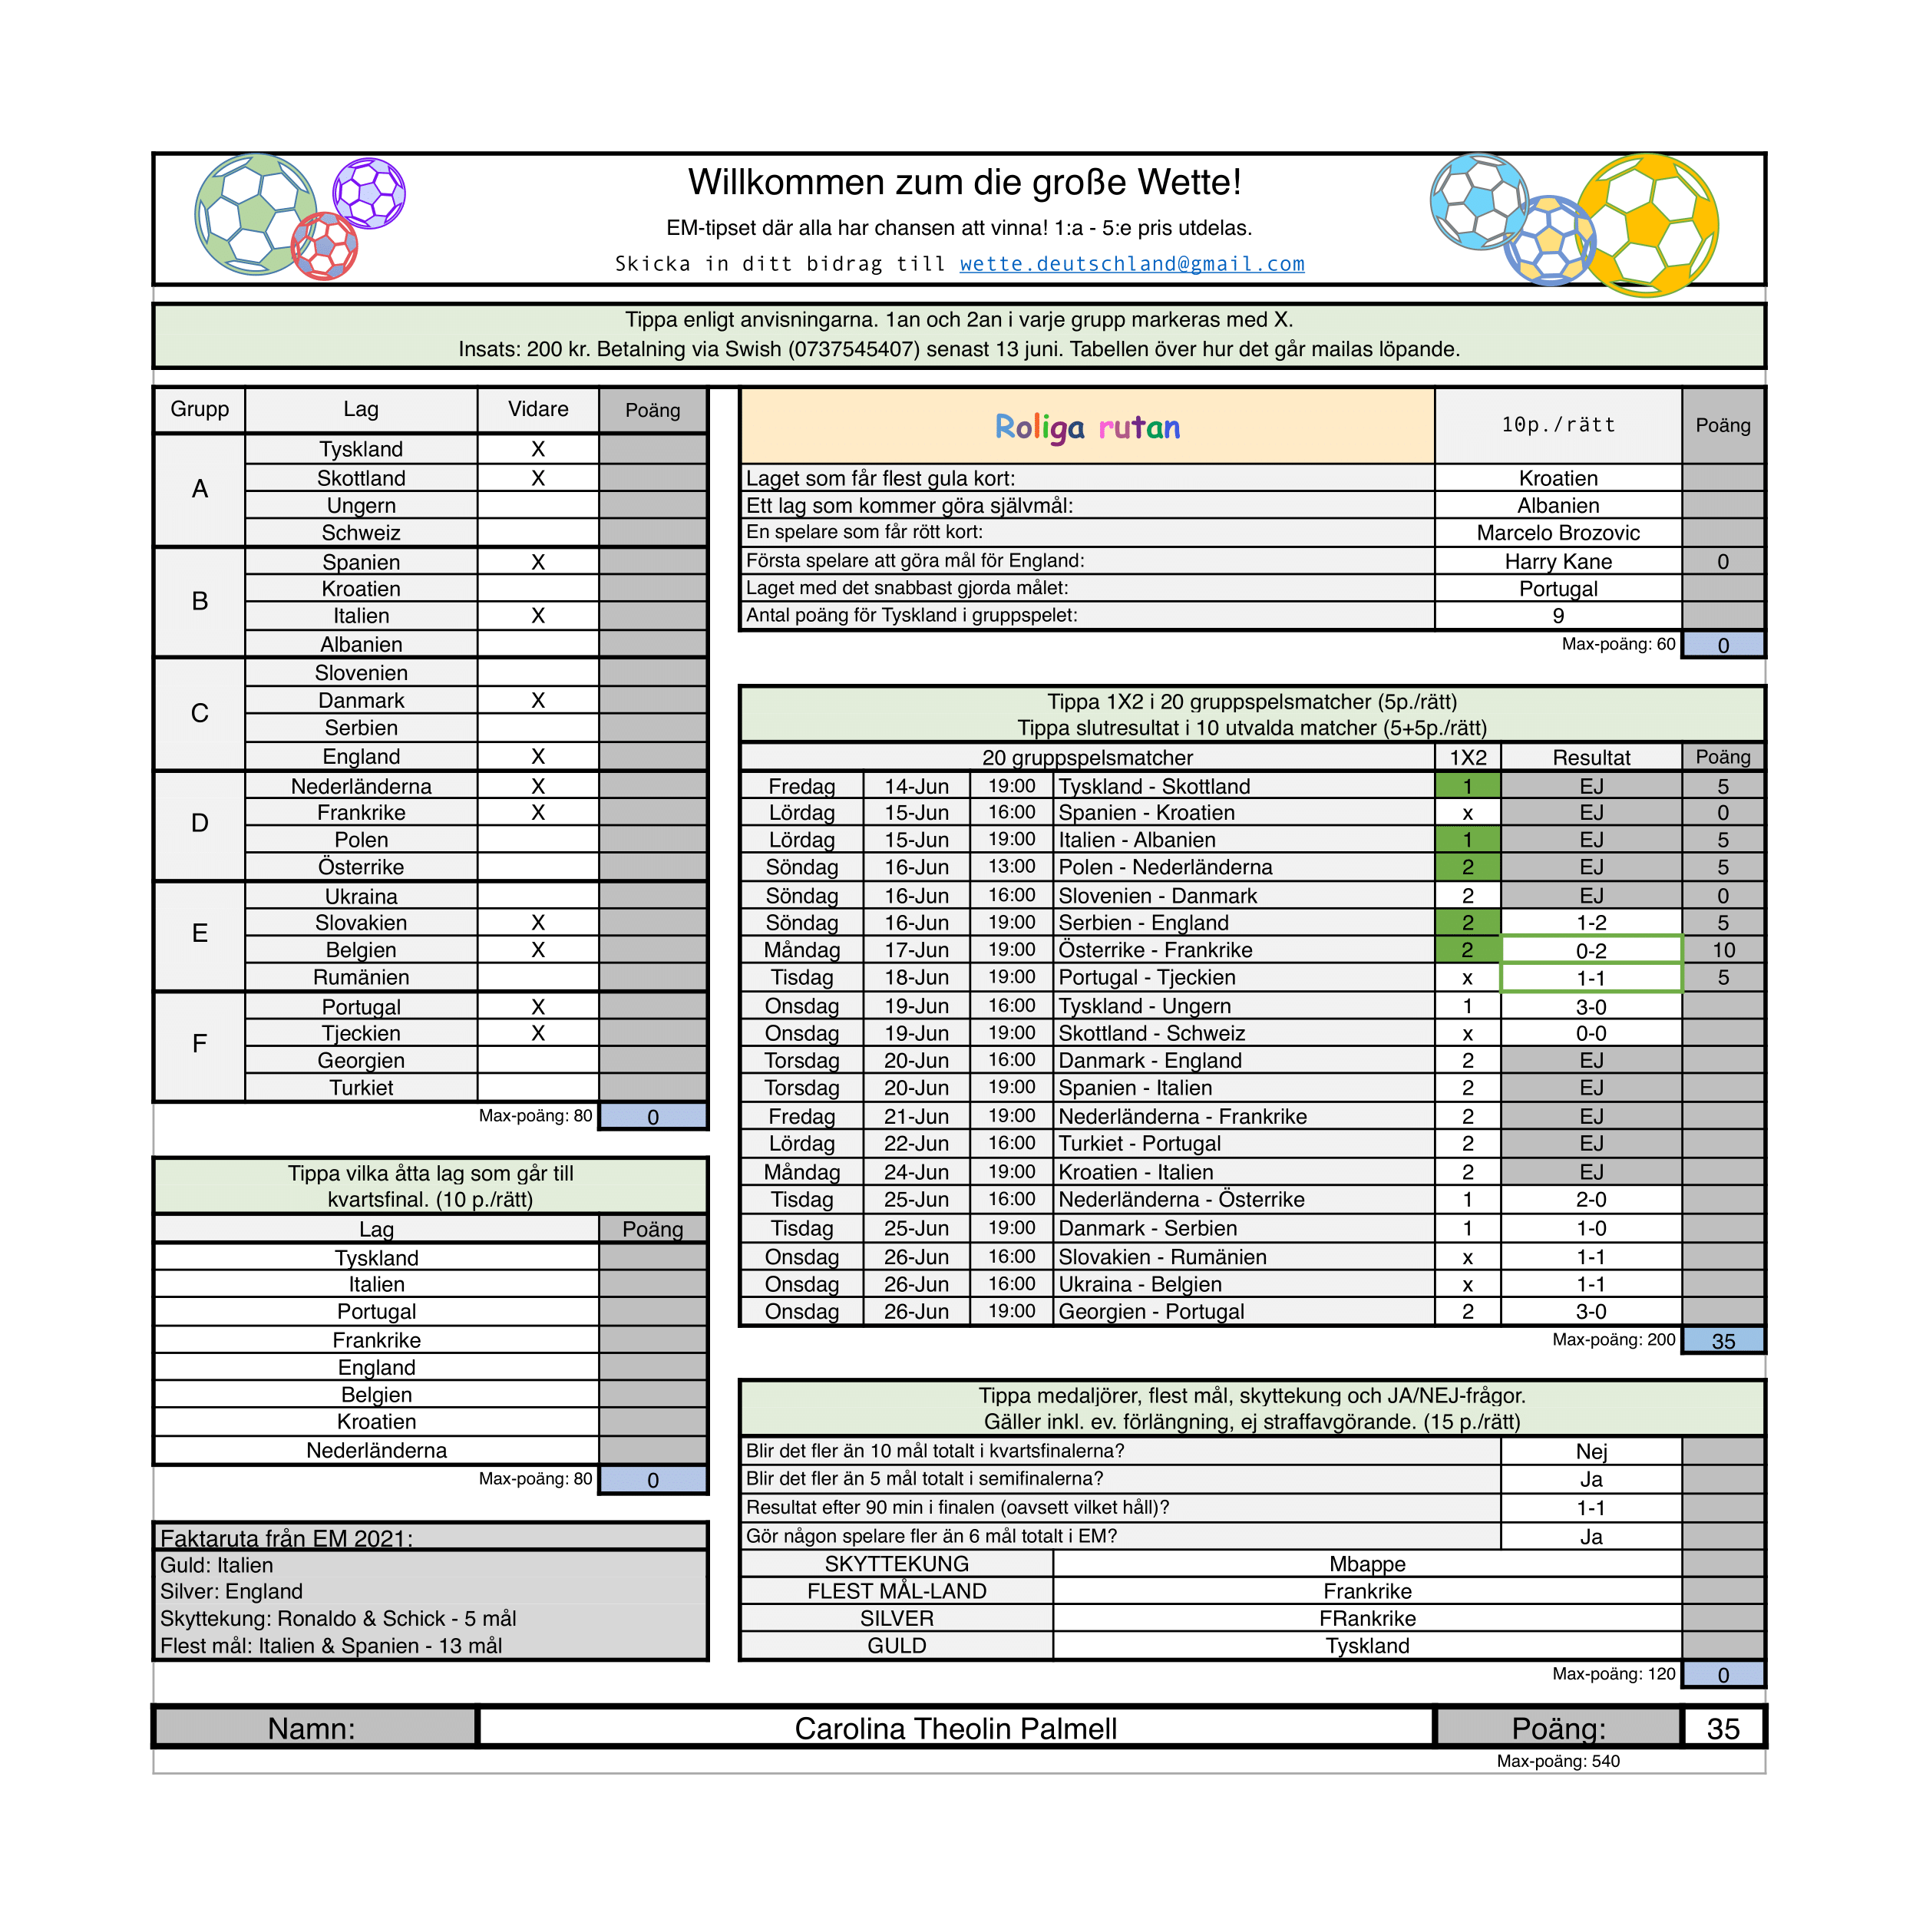 Willkommen zum die große Wette!
EM-tipset där alla har chansen att vinna! 1:a - 5:e pris utdelas.
Skicka in ditt bidrag till wette.deutschland@gmail.com
Tippa enligt anvisningarna. 1an och 2an i varje grupp markeras med X.
Insats: 200 kr. Betalning via Swish (0737545407) senast 13 juni. Tabellen över hur det går mailas löpande.
Grupp Lag Vidare Poäng
A
Tyskland X
Skottland X
Ungern
Schweiz
B
Spanien X
Kroatien
Italien X
Albanien
C
Slovenien
Danmark X
Serbien
England X
D
Nederländerna X
Frankrike X
Polen
Österrike
E
Ukraina
Slovakien X
Belgien X
Rumänien
F
Portugal X
Tjeckien X
Georgien
Turkiet
Max-poäng: 80 0
Tippa vilka åtta lag som går till
kvartsfinal. (10 p./rätt)
Lag Poäng
Tyskland
Italien
Portugal
Frankrike
England
Belgien
Kroatien
Nederländerna
Max-poäng: 80 0
Faktaruta från EM 2021:
Guld: Italien
Silver: England
Skyttekung: Ronaldo & Schick - 5 mål
Flest mål: Italien & Spanien - 13 mål
Roliga rutan 10p./rätt Poäng
Laget som får flest gula kort: Kroatien
Ett lag som kommer göra självmål: Albanien
En spelare som får rött kort: Marcelo Brozovic
Första spelare att göra mål för England: Harry Kane 0
Laget med det snabbast gjorda målet: Portugal
Antal poäng för Tyskland i gruppspelet: 9
Max-poäng: 60 0
Tippa 1X2 i 20 gruppspelsmatcher (5p./rätt)
Tippa slutresultat i 10 utvalda matcher (5+5p./rätt)
20 gruppspelsmatcher 1X2 Resultat Poäng
Fredag 14-Jun 19:00 Tyskland - Skottland 1 EJ 5
Lördag 15-Jun 16:00 Spanien - Kroatien x EJ 0
Lördag 15-Jun 19:00 Italien - Albanien 1 EJ 5
Söndag 16-Jun 13:00 Polen - Nederländerna 2 EJ 5
Söndag 16-Jun 16:00 Slovenien - Danmark 2 EJ 0
Söndag 16-Jun 19:00 Serbien - England 2 1-2 5
Måndag 17-Jun 19:00 Österrike - Frankrike 2 0-2 10
Tisdag 18-Jun 19:00 Portugal - Tjeckien x 1-1 5
Onsdag 19-Jun 16:00 Tyskland - Ungern 1 3-0
Onsdag 19-Jun 19:00 Skottland - Schweiz x 0-0
Torsdag 20-Jun 16:00 Danmark - England 2 EJ
Torsdag 20-Jun 19:00 Spanien - Italien 2 EJ
Fredag 21-Jun 19:00 Nederländerna - Frankrike 2 EJ
Lördag 22-Jun 16:00 Turkiet - Portugal 2 EJ
Måndag 24-Jun 19:00 Kroatien - Italien 2 EJ
Tisdag 25-Jun 16:00 Nederländerna - Österrike 1 2-0
Tisdag 25-Jun 19:00 Danmark - Serbien 1 1-0
Onsdag 26-Jun 16:00 Slovakien - Rumänien x 1-1
Onsdag 26-Jun 16:00 Ukraina - Belgien x 1-1
Onsdag 26-Jun 19:00 Georgien - Portugal 2 3-0
Max-poäng: 200 35
Tippa medaljörer, flest mål, skyttekung och JA/NEJ-frågor.
Gäller inkl. ev. förlängning, ej straffavgörande. (15 p./rätt)
Blir det fler än 10 mål totalt i kvartsfinalerna? Nej
Blir det fler än 5 mål totalt i semifinalerna? Ja
Resultat efter 90 min i finalen (oavsett vilket håll)? 1-1
Gör någon spelare fler än 6 mål totalt i EM? Ja
SKYTTEKUNG Mbappe
FLEST MÅL-LAND Frankrike
SILVER FRankrike
GULD Tyskland
Max-poäng: 120 0
Namn: Carolina Theolin Palmell Poäng: 35
Max-poäng: 540